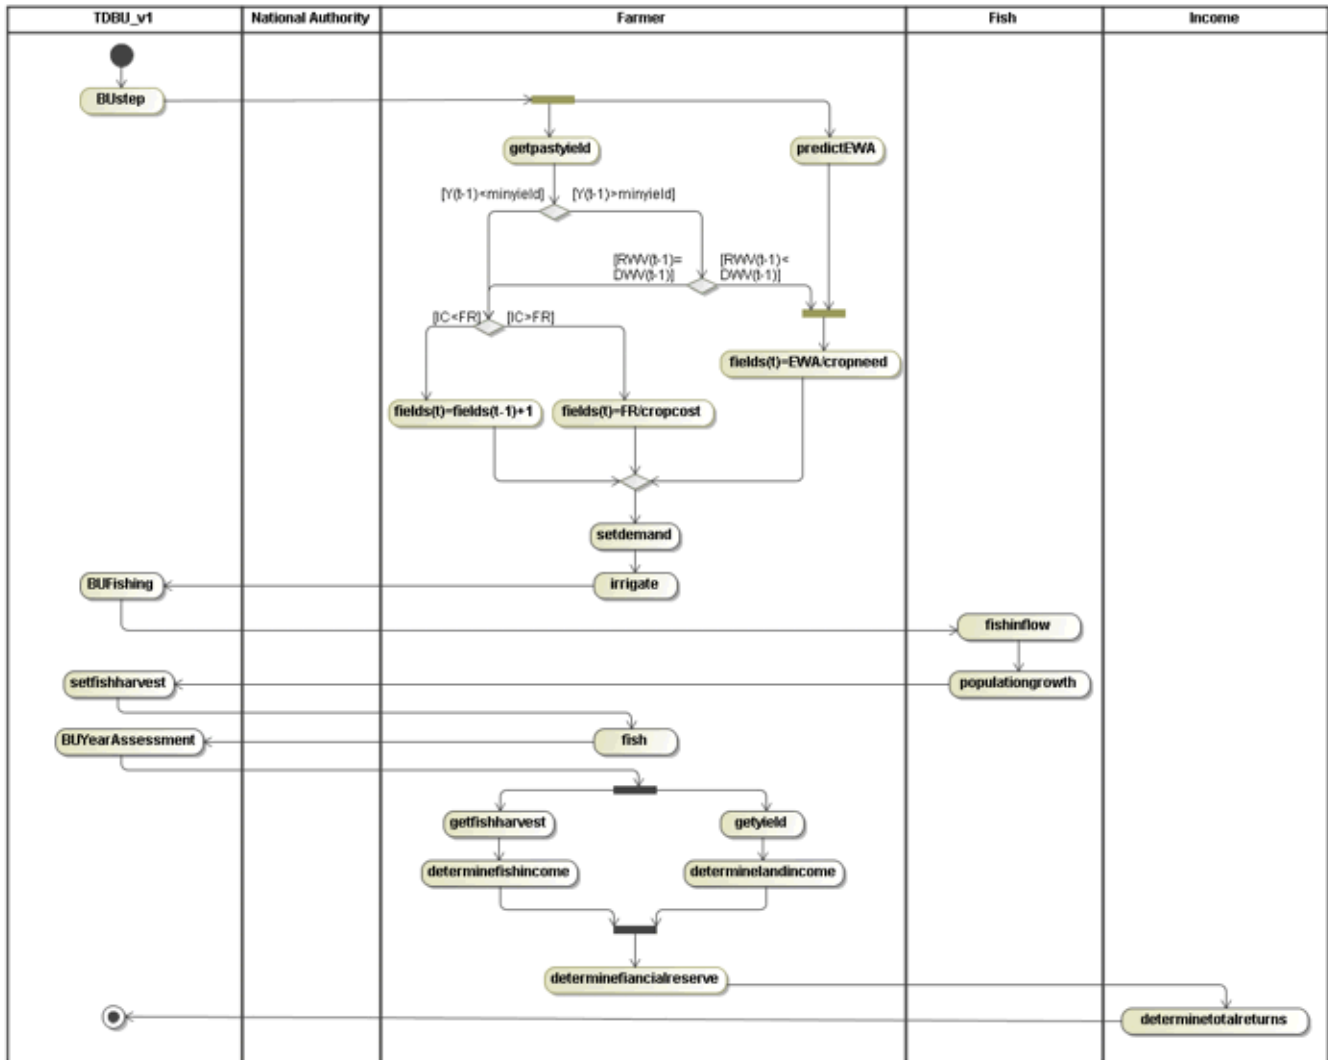 TDBU_v1
National Authority
Farmer
Fish
Income
BUstep
getpastyield
predictEWA
[Y(t-1)<minyield]
[Y(t-1)>minyield]
[RWV(t-1)=
DWV(t-1)]
[RWV(t-1)<
DWV(t-1)]
[IC<FR]
[IC>FR]
fields(t)=EWA/cropneed
fields(t)=fields(t-1)+1
fields(t)=FR/cropcost
setdemand
BUFishing
irrigate
fishinflow
setfishharvest
populationgrowth
BUYearAssessment
fish
getfishharvest
getyield
determinefishincome
determinelandincome
determinefiancialreserve
determinetotalreturns